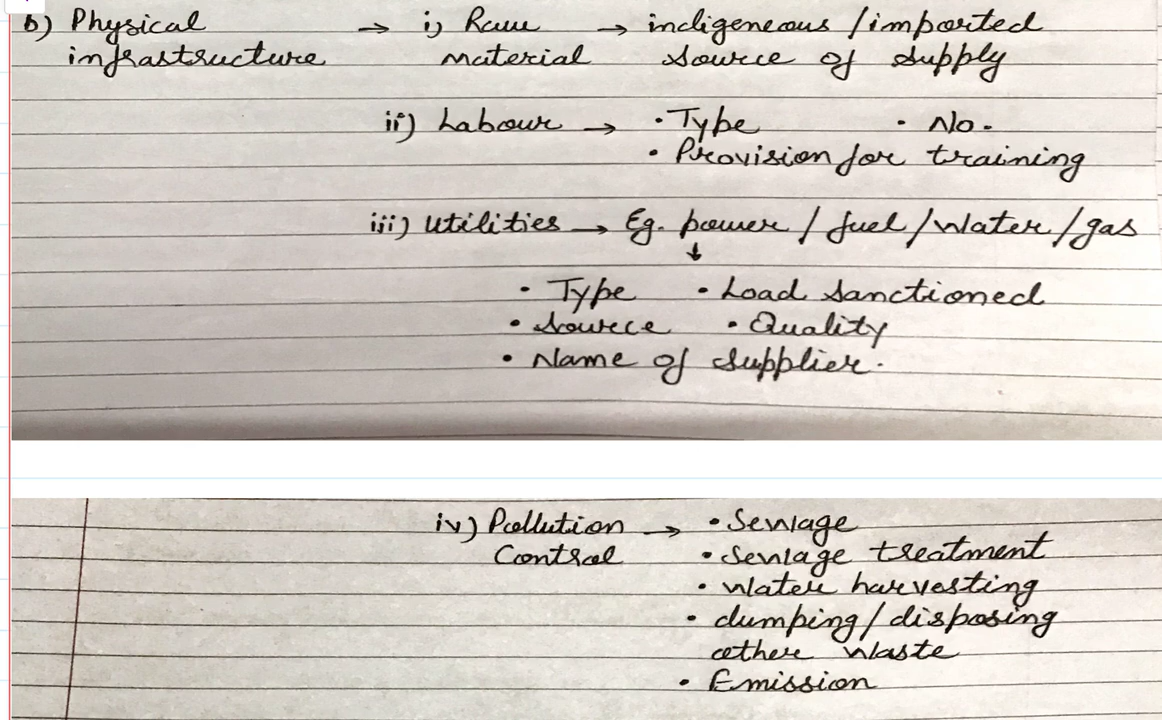 b) Physical → i) Raw → indigeneous / imported
infrastructure material source of supply
ii) Labour → • Type • No.
• Provision for training
iii) Utilities → Eg. power / fuel / Water / gas
↓
• Type • Load Sanctioned
• Source • Quality
• Name of supplier.
iv) Pollution → • Sewage
Control • Sewage treatment
• Water harvesting
• dumping / disposing
other waste
• Emission